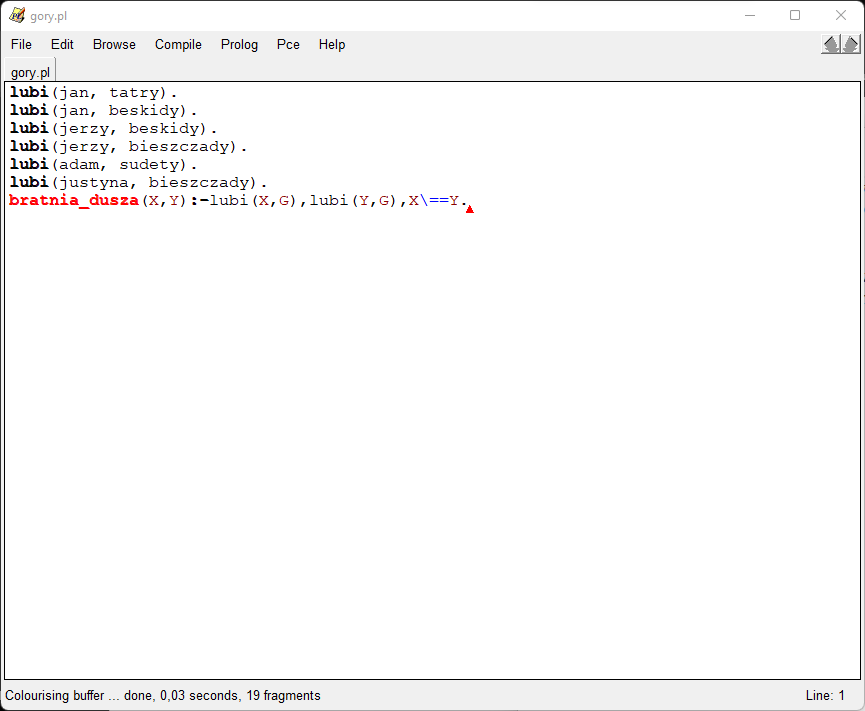 gory.pl
File Edit Browse Compile Prolog Pce Help
gory.pl
lubi(jan, tatry).
lubi(jan, beskidy).
lubi(jerzy, beskidy).
lubi(jerzy, bieszczady).
lubi(adam, sudety).
lubi(justyna, bieszczady).
bratnia_dusza(X,Y):-lubi(X,G),lubi(Y,G),X\==Y.
Colourising buffer ... done, 0,03 seconds, 19 fragments Line: 1